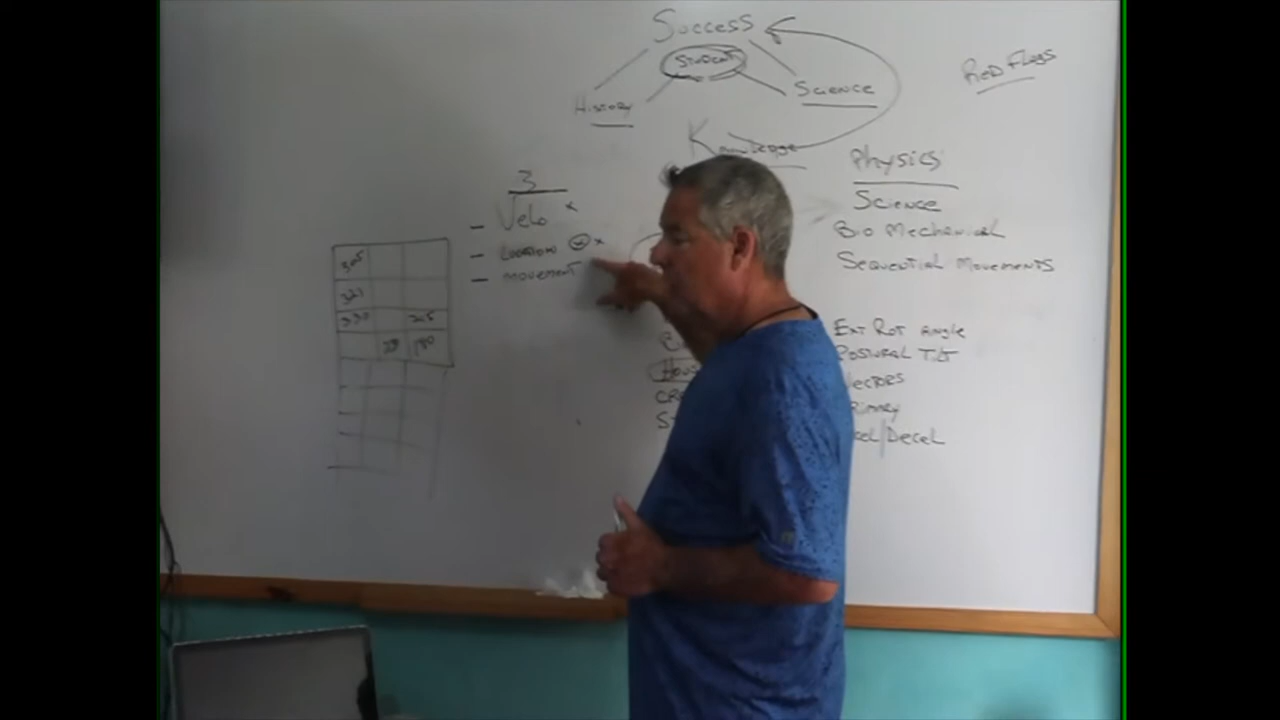 Success
STUDENT
History
Science
Knowledge
Red Flags
3
- Velo x
- Location x
- Movement
305
321
330
180
Physics
Science
Bio Mechanical
Sequential Movements
Ext Rot Angle
Postural Tilt
Vectors
Decel